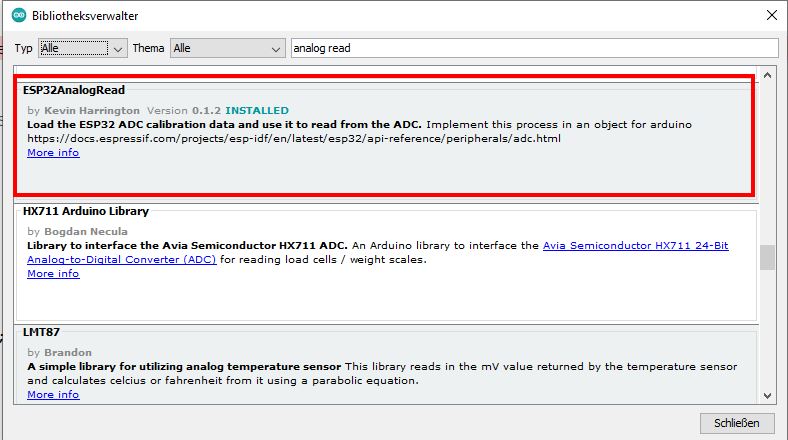 Bibliotheksverwalter
Typ Alle Thema Alle analog read
ESP32AnalogRead
by Kevin Harrington Version 0.1.2 INSTALLED
Load the ESP32 ADC calibration data and use it to read from the ADC. Implement this process in an object for arduino
https://docs.espressif.com/projects/esp-idf/en/latest/esp32/api-reference/peripherals/adc.html
More info
HX711 Arduino Library
by Bogdan Necula
Library to interface the Avia Semiconductor HX711 ADC. An Arduino library to interface the Avia Semiconductor HX711 24-Bit
Analog-to-Digital Converter (ADC) for reading load cells / weight scales.
More info
LMT87
by Brandon
A simple library for utilizing analog temperature sensor This library reads in the mV value returned by the temperature sensor
and calculates celcius or fahrenheit from it using a parabolic equation.
More info
Schließen